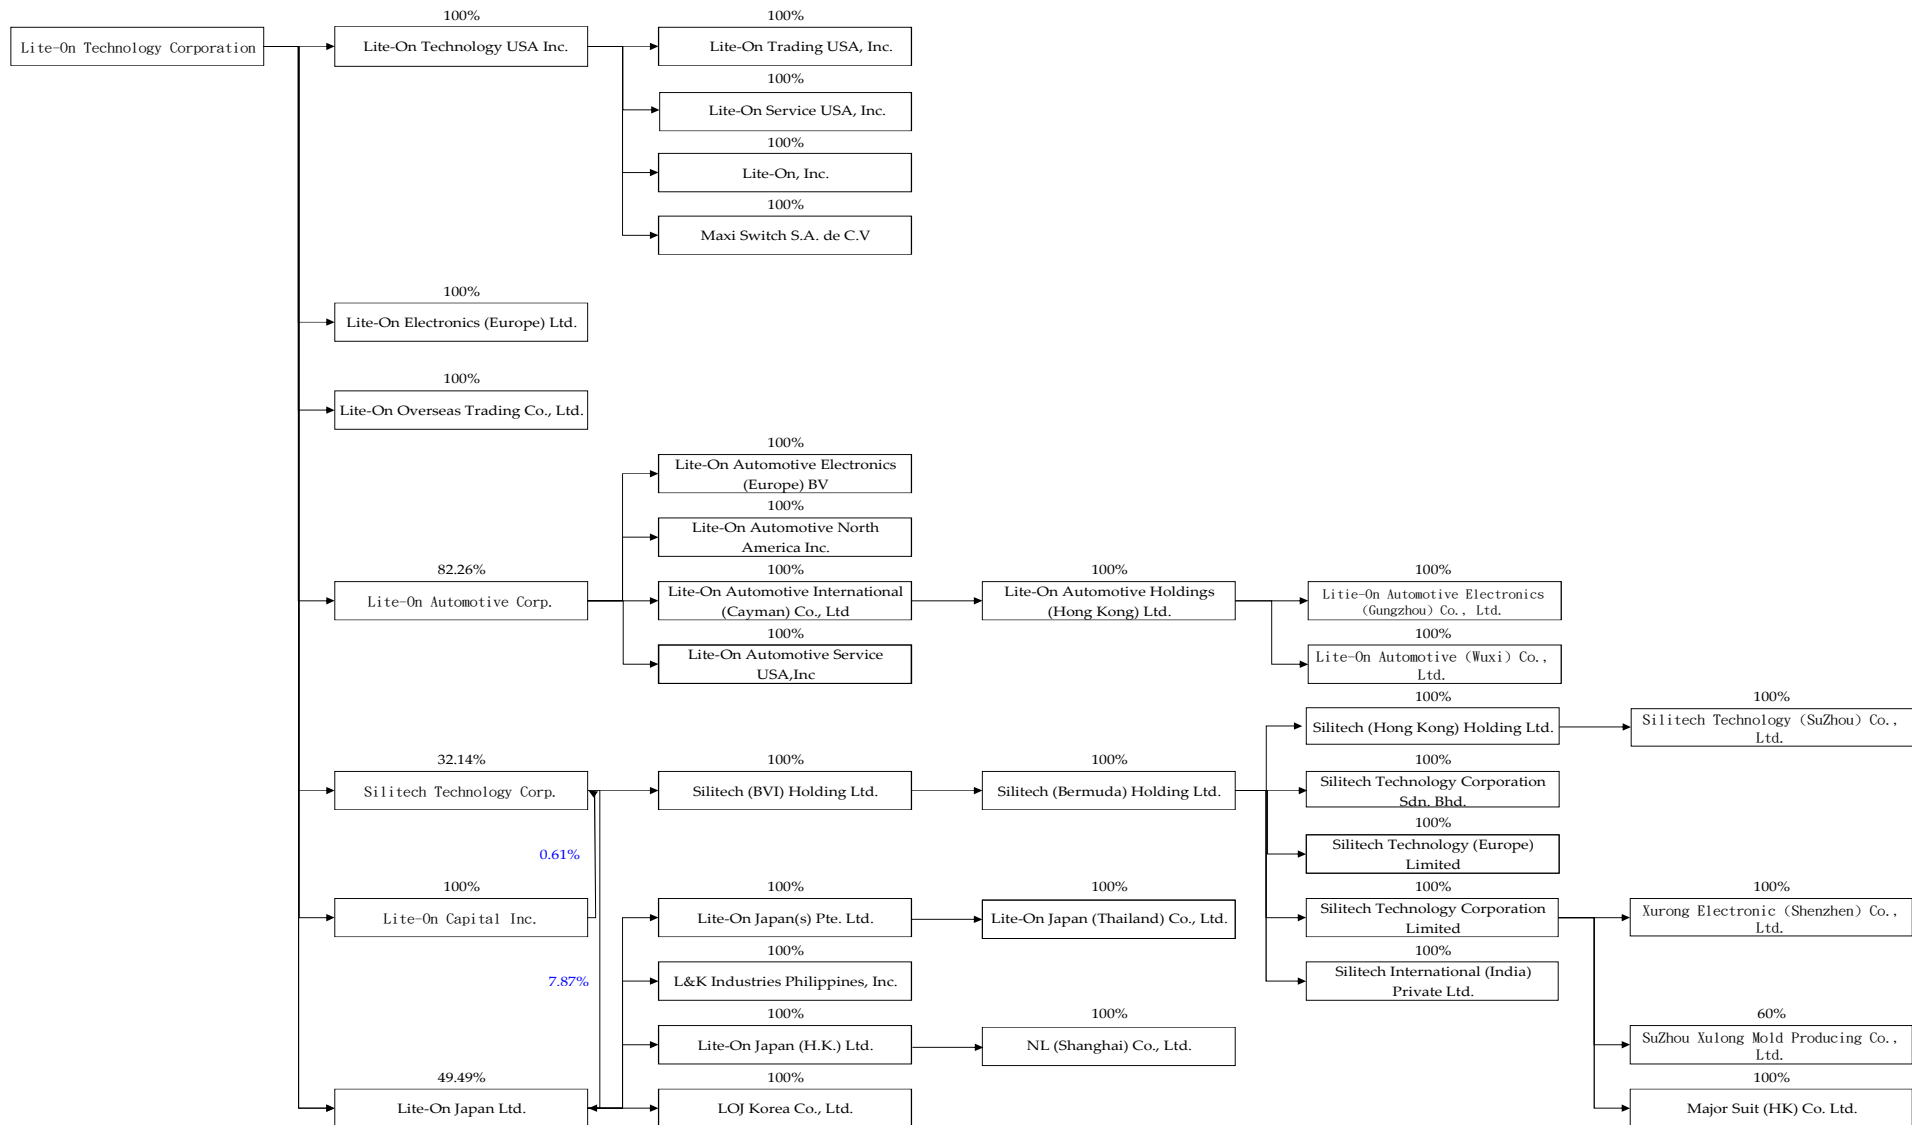 100%
Lite-On Technology Corporation
Lite-On Technology USA Inc.
100%
Lite-On Trading USA, Inc.
100%
Lite-On Service USA, Inc.
100%
Lite-On, Inc.
100%
Maxi Switch S.A. de C.V
100%
Lite-On Electronics (Europe) Ltd.
100%
Lite-On Overseas Trading Co., Ltd.
100%
Lite-On Automotive Electronics
(Europe) BV
100%
Lite-On Automotive North
America Inc.
82.26%
Lite-On Automotive Corp.
100%
Lite-On Automotive International
(Cayman) Co., Ltd
100%
Lite-On Automotive Holdings
(Hong Kong) Ltd.
100%
Litie-On Automotive Electronics
(Gungzhou) Co., Ltd.
100%
Lite-On Automotive Service
USA,Inc
100%
Lite-On Automotive (Wuxi) Co.,
Ltd.
100%
Silitech (Hong Kong) Holding Ltd.
100%
Silitech Technology (SuZhou) Co.,
Ltd.
32.14%
Silitech Technology Corp.
100%
Silitech (BVI) Holding Ltd.
100%
Silitech (Bermuda) Holding Ltd.
100%
Silitech Technology Corporation
Sdn. Bhd.
0.61%
100%
Silitech Technology (Europe)
Limited
100%
Lite-On Capital Inc.
100%
Lite-On Japan(s) Pte. Ltd.
100%
Lite-On Japan (Thailand) Co., Ltd.
100%
Silitech Technology Corporation
Limited
100%
Xurong Electronic (Shenzhen) Co.,
Ltd.
7.87%
100%
L&K Industries Philippines, Inc.
100%
Silitech International (India)
Private Ltd.
100%
Lite-On Japan (H.K.) Ltd.
100%
NL (Shanghai) Co., Ltd.
60%
SuZhou Xulong Mold Producing Co.,
Ltd.
49.49%
Lite-On Japan Ltd.
100%
LOJ Korea Co., Ltd.
100%
Major Suit (HK) Co. Ltd.